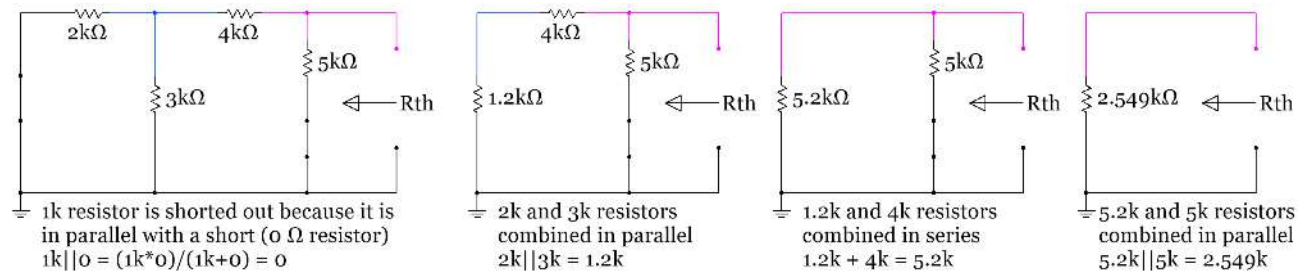 2kΩ
4kΩ
5kΩ
3kΩ
Rth
1k resistor is shorted out because it is
in parallel with a short (0 Ω resistor)
1k||0 = (1k*0)/(1k+0) = 0
4kΩ
5kΩ
1.2kΩ
Rth
2k and 3k resistors
combined in parallel
2k||3k = 1.2k
5kΩ
5.2kΩ
Rth
1.2k and 4k resistors
combined in series
1.2k + 4k = 5.2k
2.549kΩ
Rth
5.2k and 5k resistors
combined in parallel
5.2k||5k = 2.549k